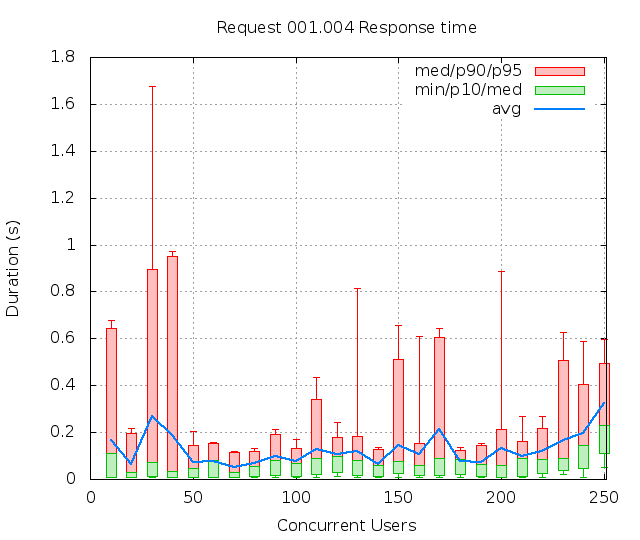 Request 001.004 Response time
med/p90/p95
min/p10/med
avg
Duration (s)
1.8
1.6
1.4
1.2
1
0.8
0.6
0.4
0.2
0
0 50 100 150 200 250
Concurrent Users